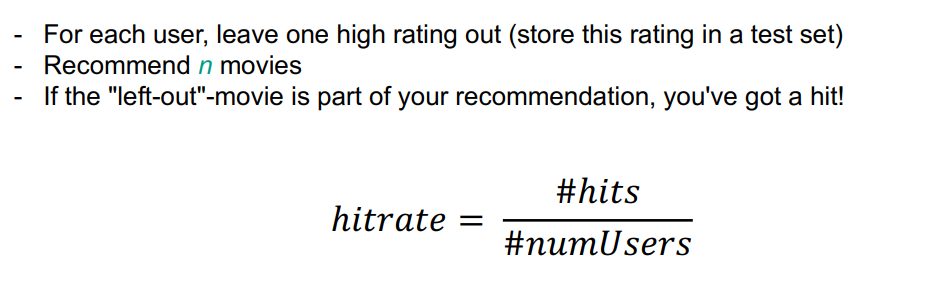 - For each user, leave one high rating out (store this rating in a test set)
- Recommend n movies
- If the "left-out"-movie is part of your recommendation, you've got a hit!
hitrate = #hits / #numUsers